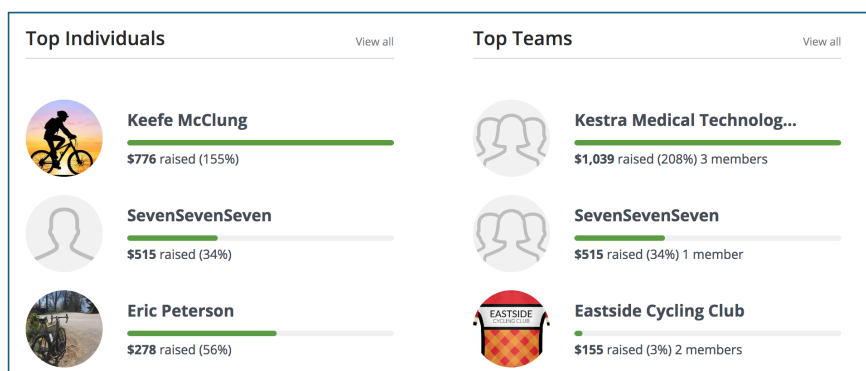 Top Individuals
View all
Keefe McClung
$776 raised (155%)
SevenSevenSeven
$515 raised (34%)
Eric Peterson
$278 raised (56%)
Top Teams
View all
Kestra Medical Technolog...
$1,039 raised (208%) 3 members
SevenSevenSeven
$515 raised (34%) 1 member
EASTSIDE
CYCLING CLUB
Eastside Cycling Club
$155 raised (3%) 2 members